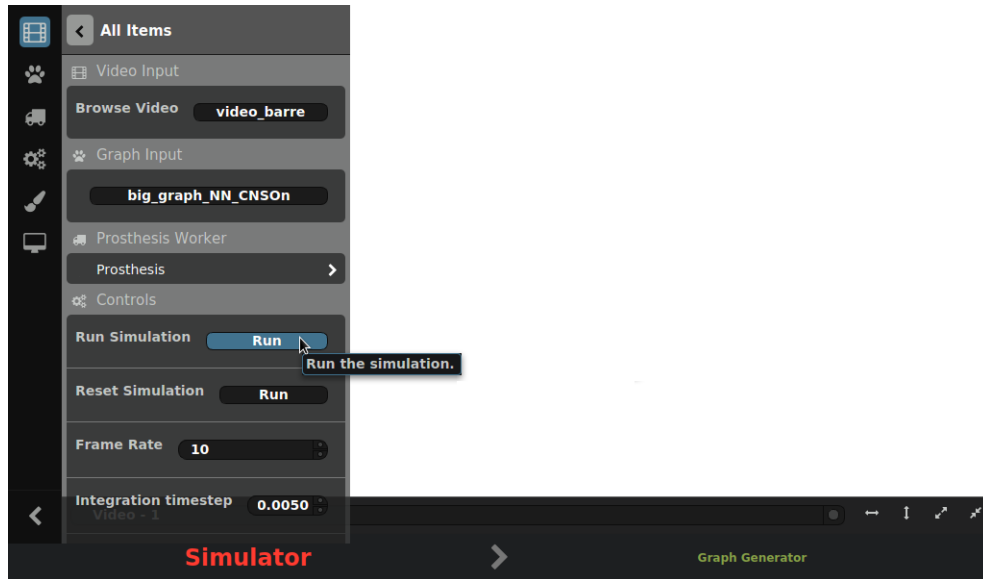 All Items
Video Input
Browse Video video_barre
Graph Input
big_graph_NN_CNSOn
Prosthesis Worker
Prosthesis
Controls
Run Simulation Run
Run the simulation.
Reset Simulation Run
Frame Rate 10
Integration timestep 0.0050
Video - 1
Simulator
Graph Generator